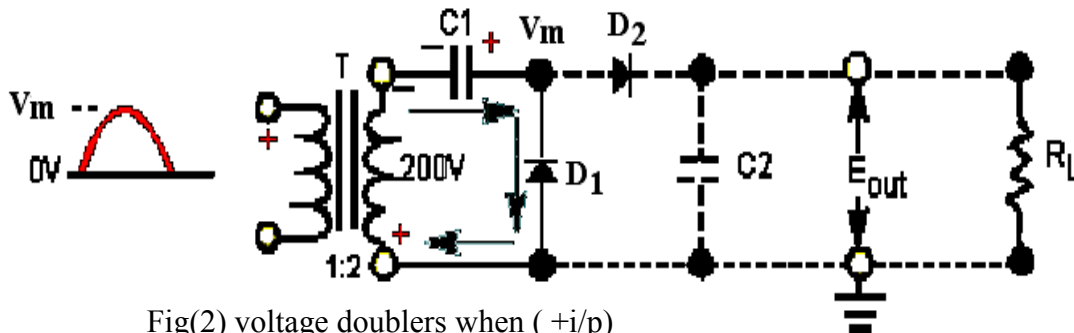 C1
Vm
D2
− +
T
−
Vm --
+
0V
200V
D1
C2
Eout
RL
+
1:2
Fig(2) voltage doublers when ( +i/p)